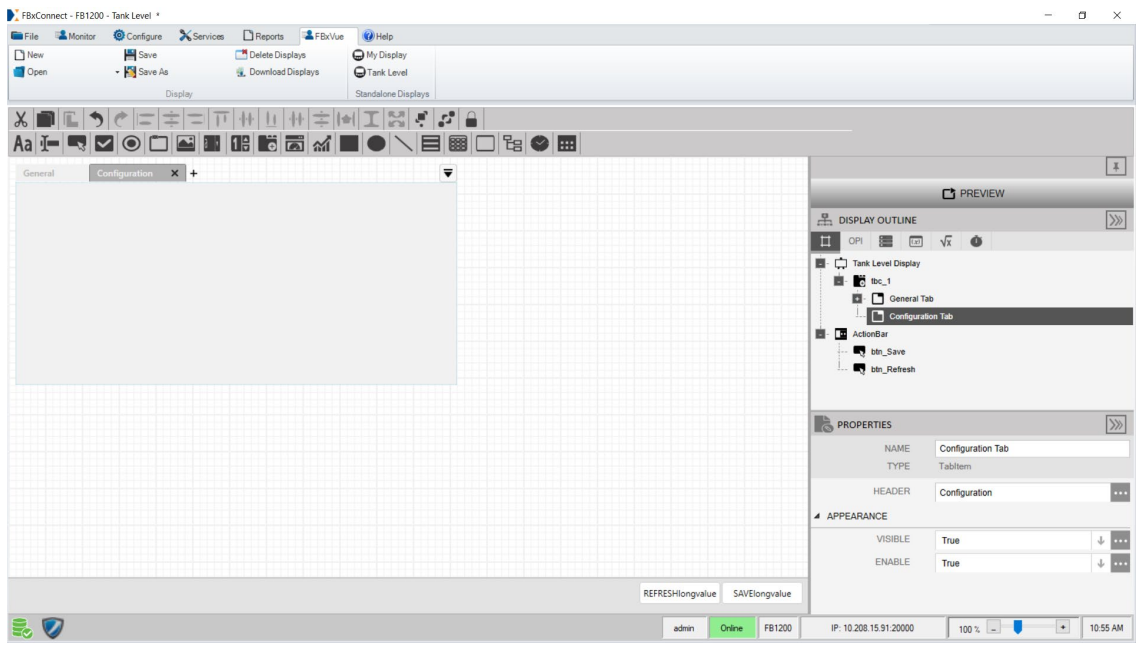 FBxConnect - FB1200 - Tank Level *
File Monitor Configure Services Reports FBxVue Help
New Save Delete Displays My Display
Open Save As Download Displays Tank Level
Display Standalone Displays
Aa
General Configuration
PREVIEW
DISPLAY OUTLINE
OPI
Tank Level Display
fbc_1
General Tab
Configuration Tab
ActionBar
btn_Save
btn_Refresh
PROPERTIES
NAME Configuration Tab
TYPE TabItem
HEADER Configuration
APPEARANCE
VISIBLE True
ENABLE True
REFRESHlongvalue SAVElongvalue
admin Online FB1200 IP: 10.208.15.91:20000 100 % 10:55 AM